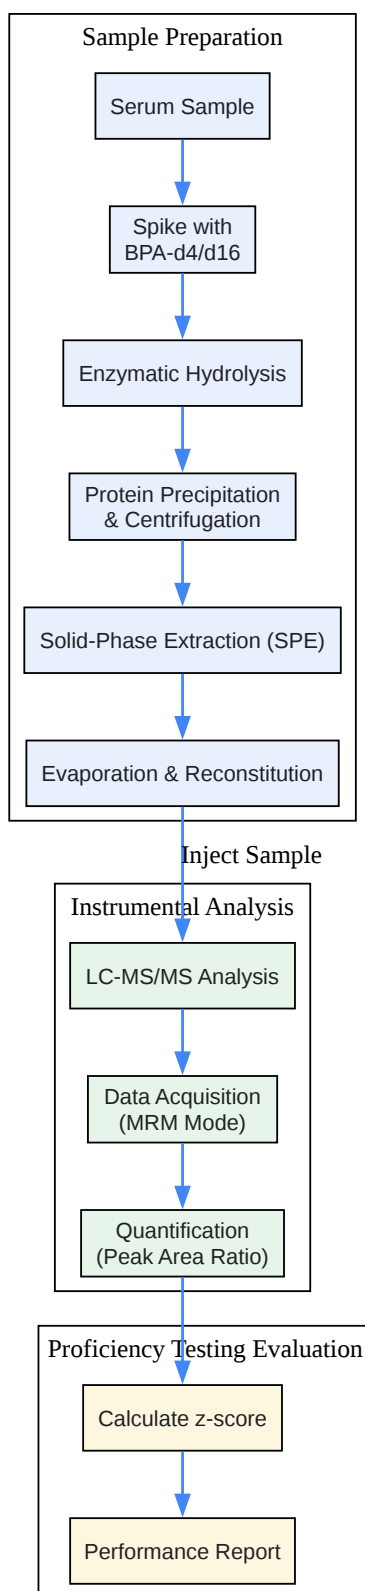 Sample Preparation
Serum Sample
Spike with
BPA-d4/d16
Enzymatic Hydrolysis
Protein Precipitation
& Centrifugation
Solid-Phase Extraction (SPE)
Evaporation & Reconstitution
Inject Sample
Instrumental Analysis
LC-MS/MS Analysis
Data Acquisition
(MRM Mode)
Quantification
(Peak Area Ratio)
Proficiency Testing Evaluation
Calculate z-score
Performance Report